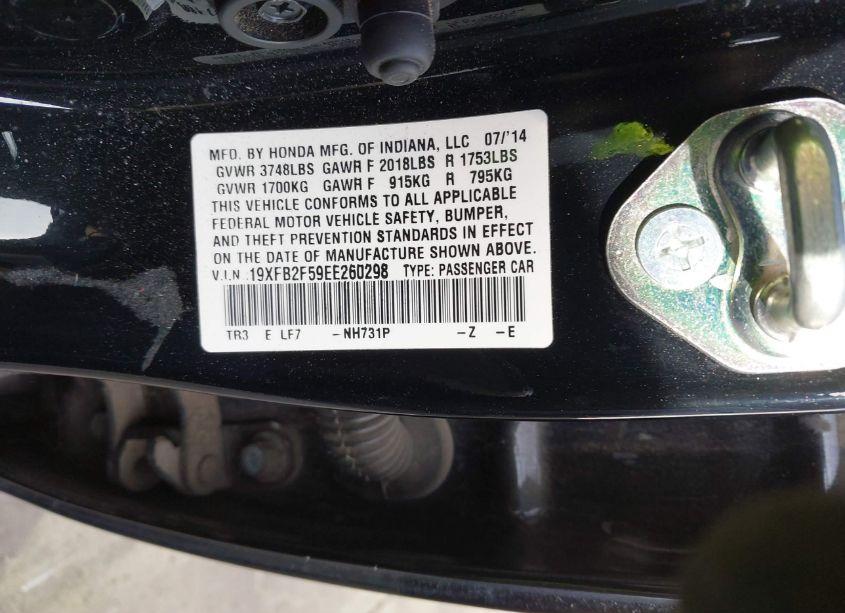 MFD. BY HONDA MFG. OF INDIANA, LLC 07/'14
GVWR 3748LBS GAWR F 2018LBS R 1753LBS
GVWR 1700KG GAWR F 915KG R 795KG
THIS VEHICLE CONFORMS TO ALL APPLICABLE
FEDERAL MOTOR VEHICLE SAFETY, BUMPER,
AND THEFT PREVENTION STANDARDS IN EFFECT
ON THE DATE OF MANUFACTURE SHOWN ABOVE.
V.I.N. 19XFB2F59EE260298 TYPE: PASSENGER CAR
TR3 E LF7 -NH731P -Z -E